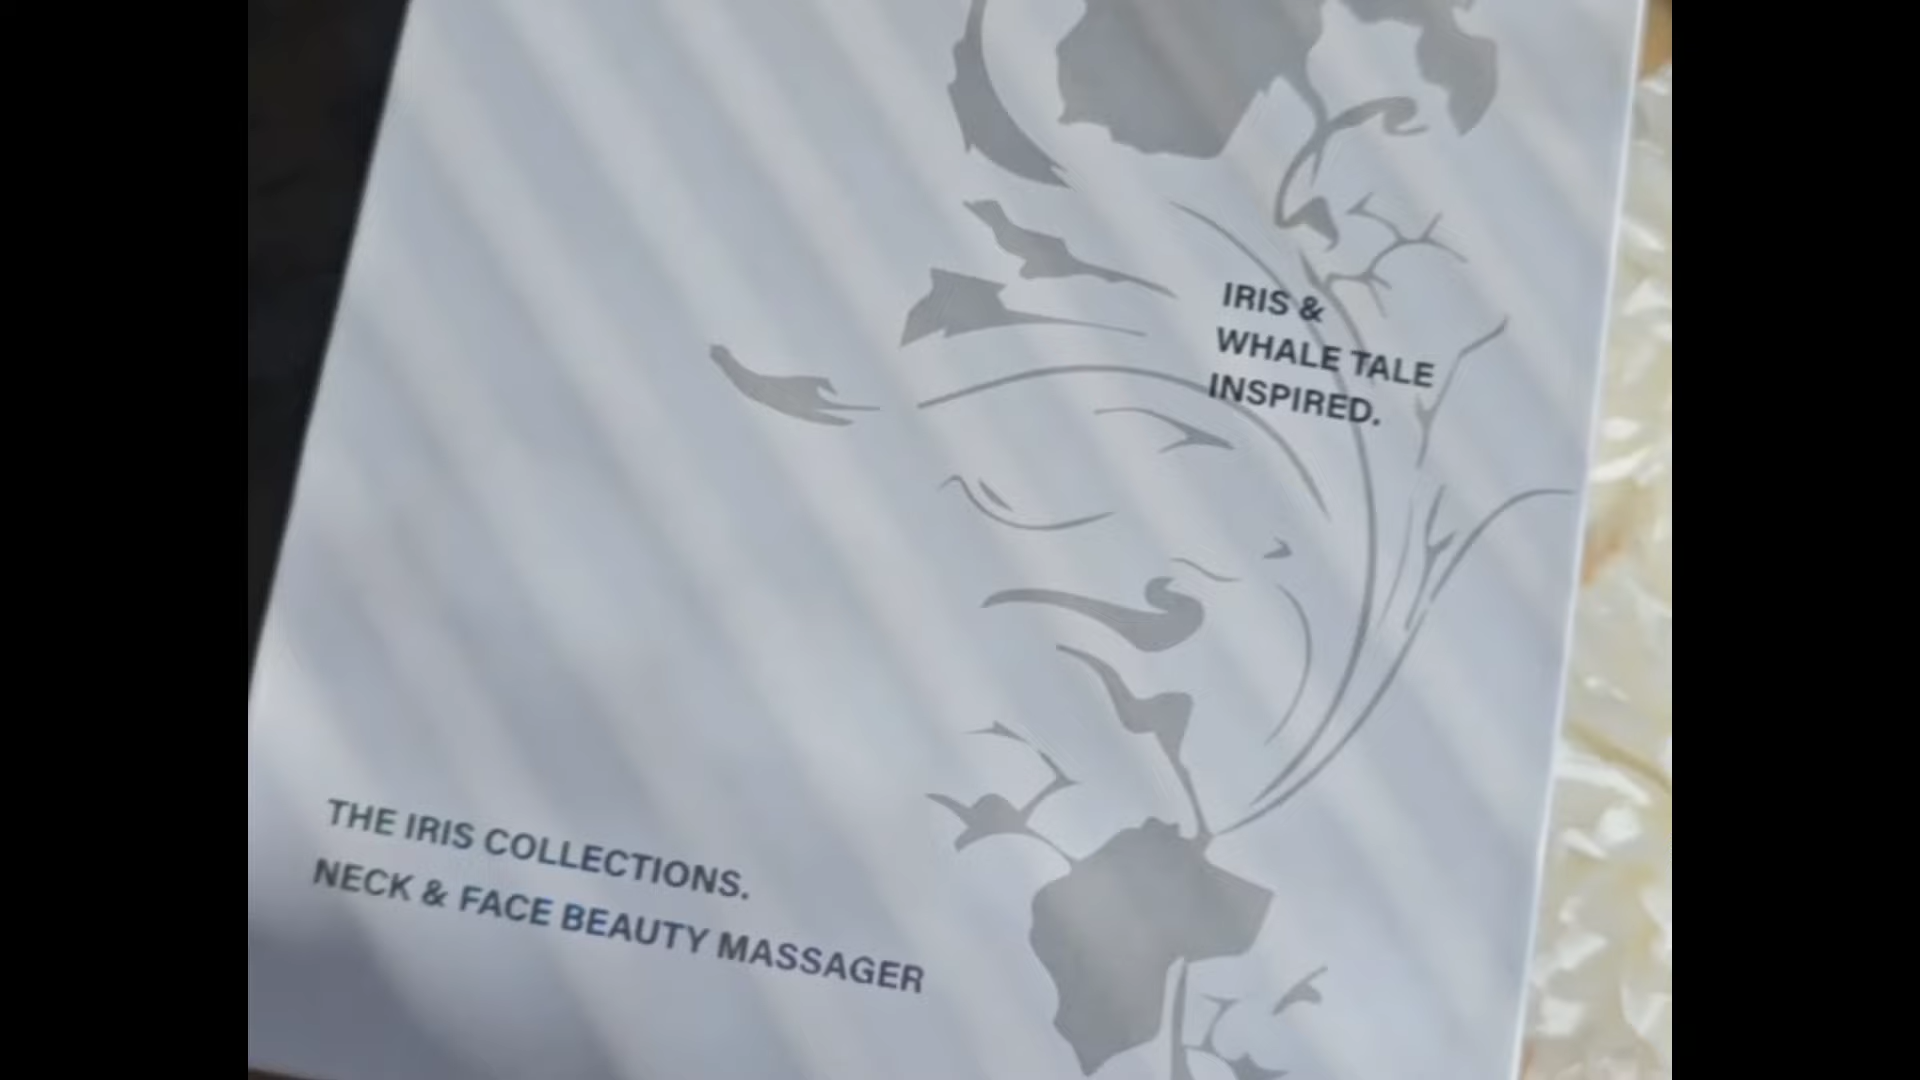 IRIS &
WHALE TALE
INSPIRED.
THE IRIS COLLECTIONS.
NECK & FACE BEAUTY MASSAGER